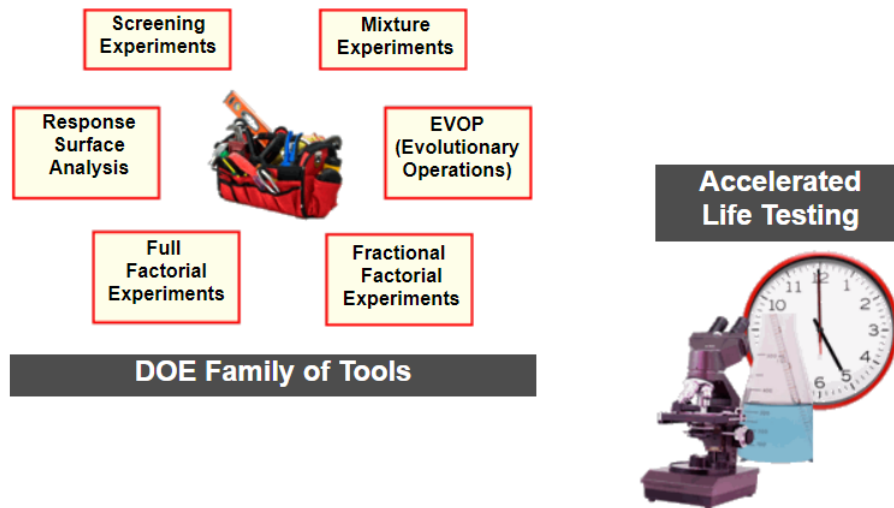 Screening
Experiments
Mixture
Experiments
Response
Surface
Analysis
EVOP
(Evolutionary
Operations)
Full
Factorial
Experiments
Fractional
Factorial
Experiments
DOE Family of Tools
Accelerated
Life Testing
12
11
1
10
2
3
4
5
6